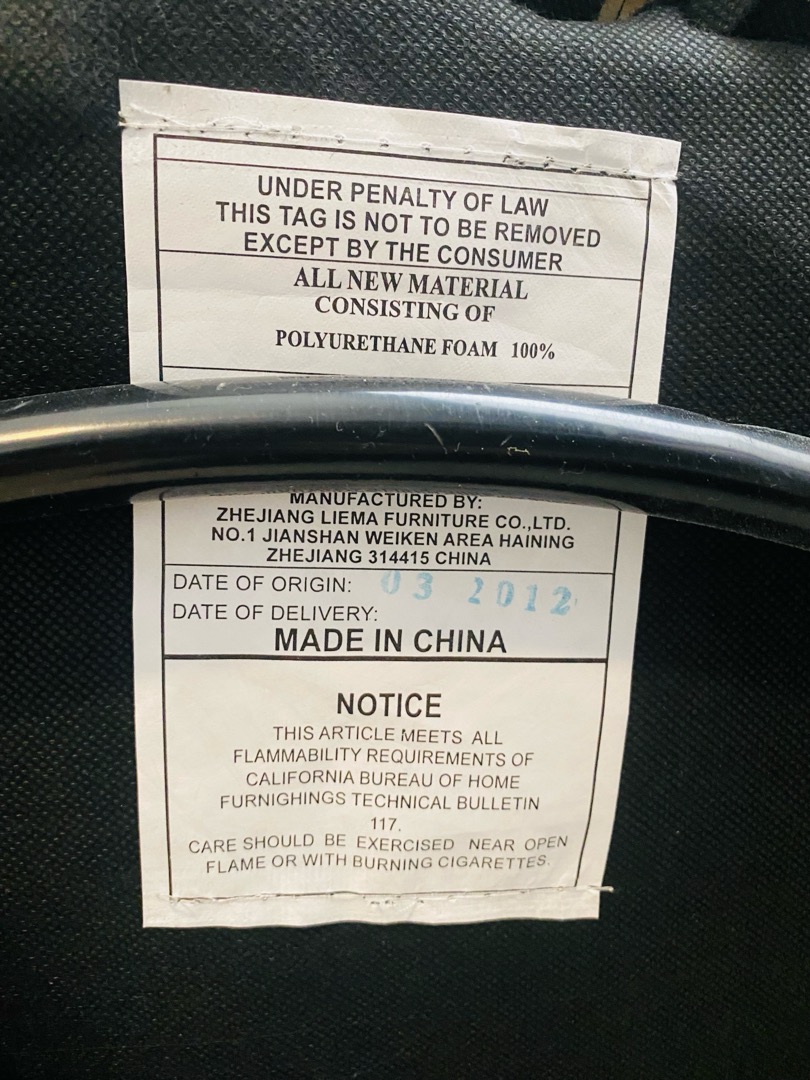 UNDER PENALTY OF LAW
THIS TAG IS NOT TO BE REMOVED
EXCEPT BY THE CONSUMER
ALL NEW MATERIAL
CONSISTING OF
POLYURETHANE FOAM 100%
MANUFACTURED BY:
ZHEJIANG LIEMA FURNITURE CO.,LTD.
NO.1 JIANSHAN WEIKEN AREA HAINING
ZHEJIANG 314415 CHINA
DATE OF ORIGIN: 03 2012
DATE OF DELIVERY:
MADE IN CHINA
NOTICE
THIS ARTICLE MEETS ALL
FLAMMABILITY REQUIREMENTS OF
CALIFORNIA BUREAU OF HOME
FURNIGHINGS TECHNICAL BULLETIN
117.
CARE SHOULD BE EXERCISED NEAR OPEN
FLAME OR WITH BURNING CIGARETTES.